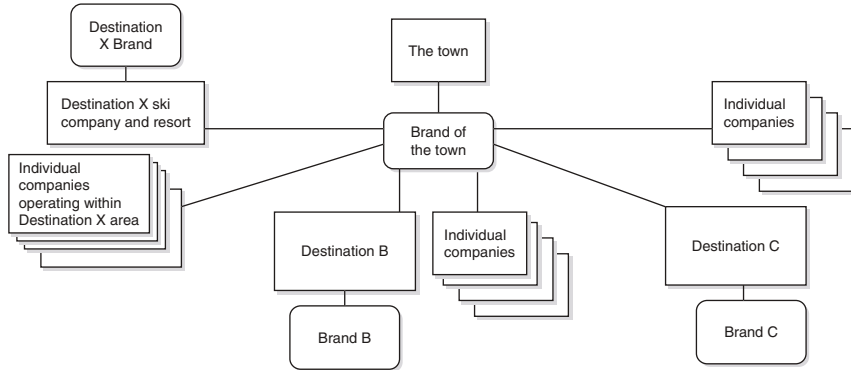 Destination
X Brand
The town
Destination X ski
company and resort
Individual
companies
Brand of
the town
Individual
companies
operating within
Destination X area
Destination B
Individual
companies
Destination C
Brand B
Brand C